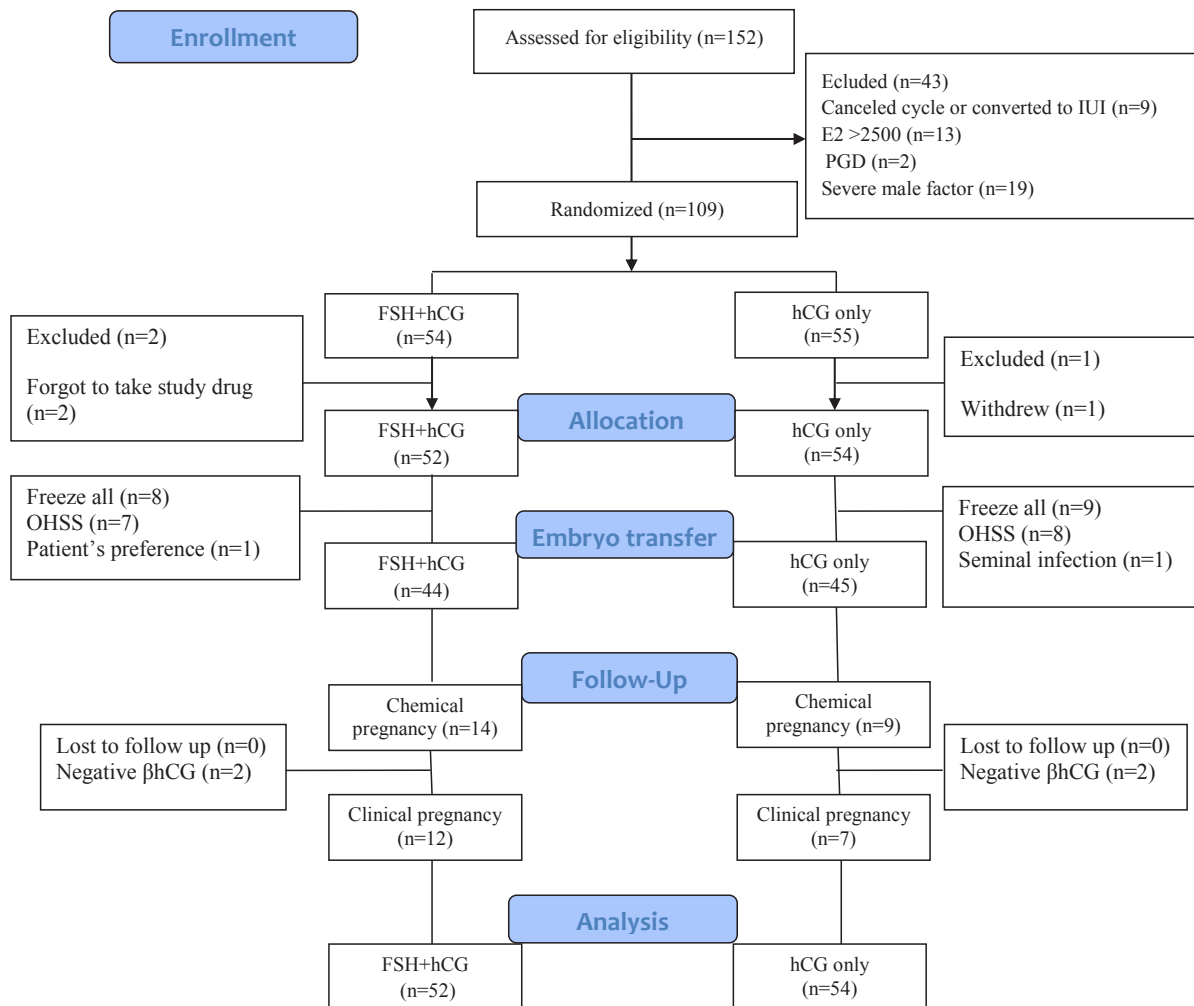 Enrollment
Assessed for eligibility (n=152)
Ecluded (n=43)
Canceled cycle or converted to IUI (n=9)
E2 >2500 (n=13)
PGD (n=2)
Severe male factor (n=19)
Randomized (n=109)
FSH+hCG
(n=54)
hCG only
(n=55)
Excluded (n=2)
Forgot to take study drug
(n=2)
Excluded (n=1)
Withdrew (n=1)
Allocation
FSH+hCG
(n=52)
hCG only
(n=54)
Freeze all (n=8)
OHSS (n=7)
Patient’s preference (n=1)
Freeze all (n=9)
OHSS (n=8)
Seminal infection (n=1)
Embryo transfer
FSH+hCG
(n=44)
hCG only
(n=45)
Follow-Up
Chemical
pregnancy (n=14)
Chemical
pregnancy (n=9)
Lost to follow up (n=0)
Negative βhCG (n=2)
Lost to follow up (n=0)
Negative βhCG (n=2)
Clinical pregnancy
(n=12)
Clinical pregnancy
(n=7)
Analysis
FSH+hCG
(n=52)
hCG only
(n=54)